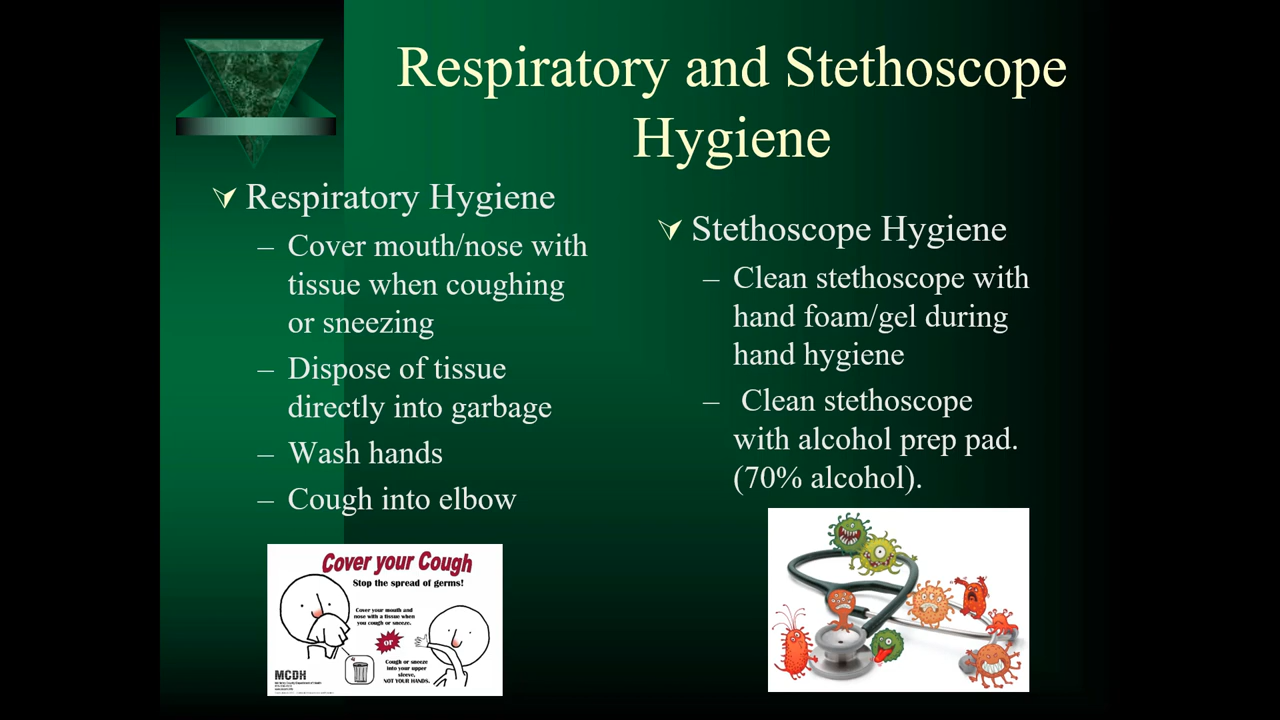 Respiratory and Stethoscope
Hygiene
Respiratory Hygiene
– Cover mouth/nose with
tissue when coughing
or sneezing
– Dispose of tissue
directly into garbage
– Wash hands
– Cough into elbow
Stethoscope Hygiene
– Clean stethoscope with
hand foam/gel during
hand hygiene
– Clean stethoscope
with alcohol prep pad.
(70% alcohol).
Cover your Cough
Stop the spread of germs!
Cover your mouth and
nose with a tissue when
you cough or sneeze.
or
Cough or sneeze
into your upper
sleeve,
NOT YOUR HANDS.
MCDH